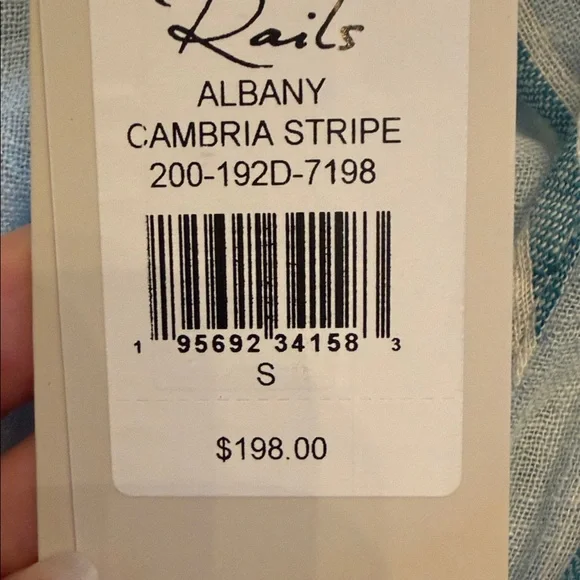 Rails
ALBANY
CAMBRIA STRIPE
200-192D-7198
1 95692 34158 3
S
$198.00